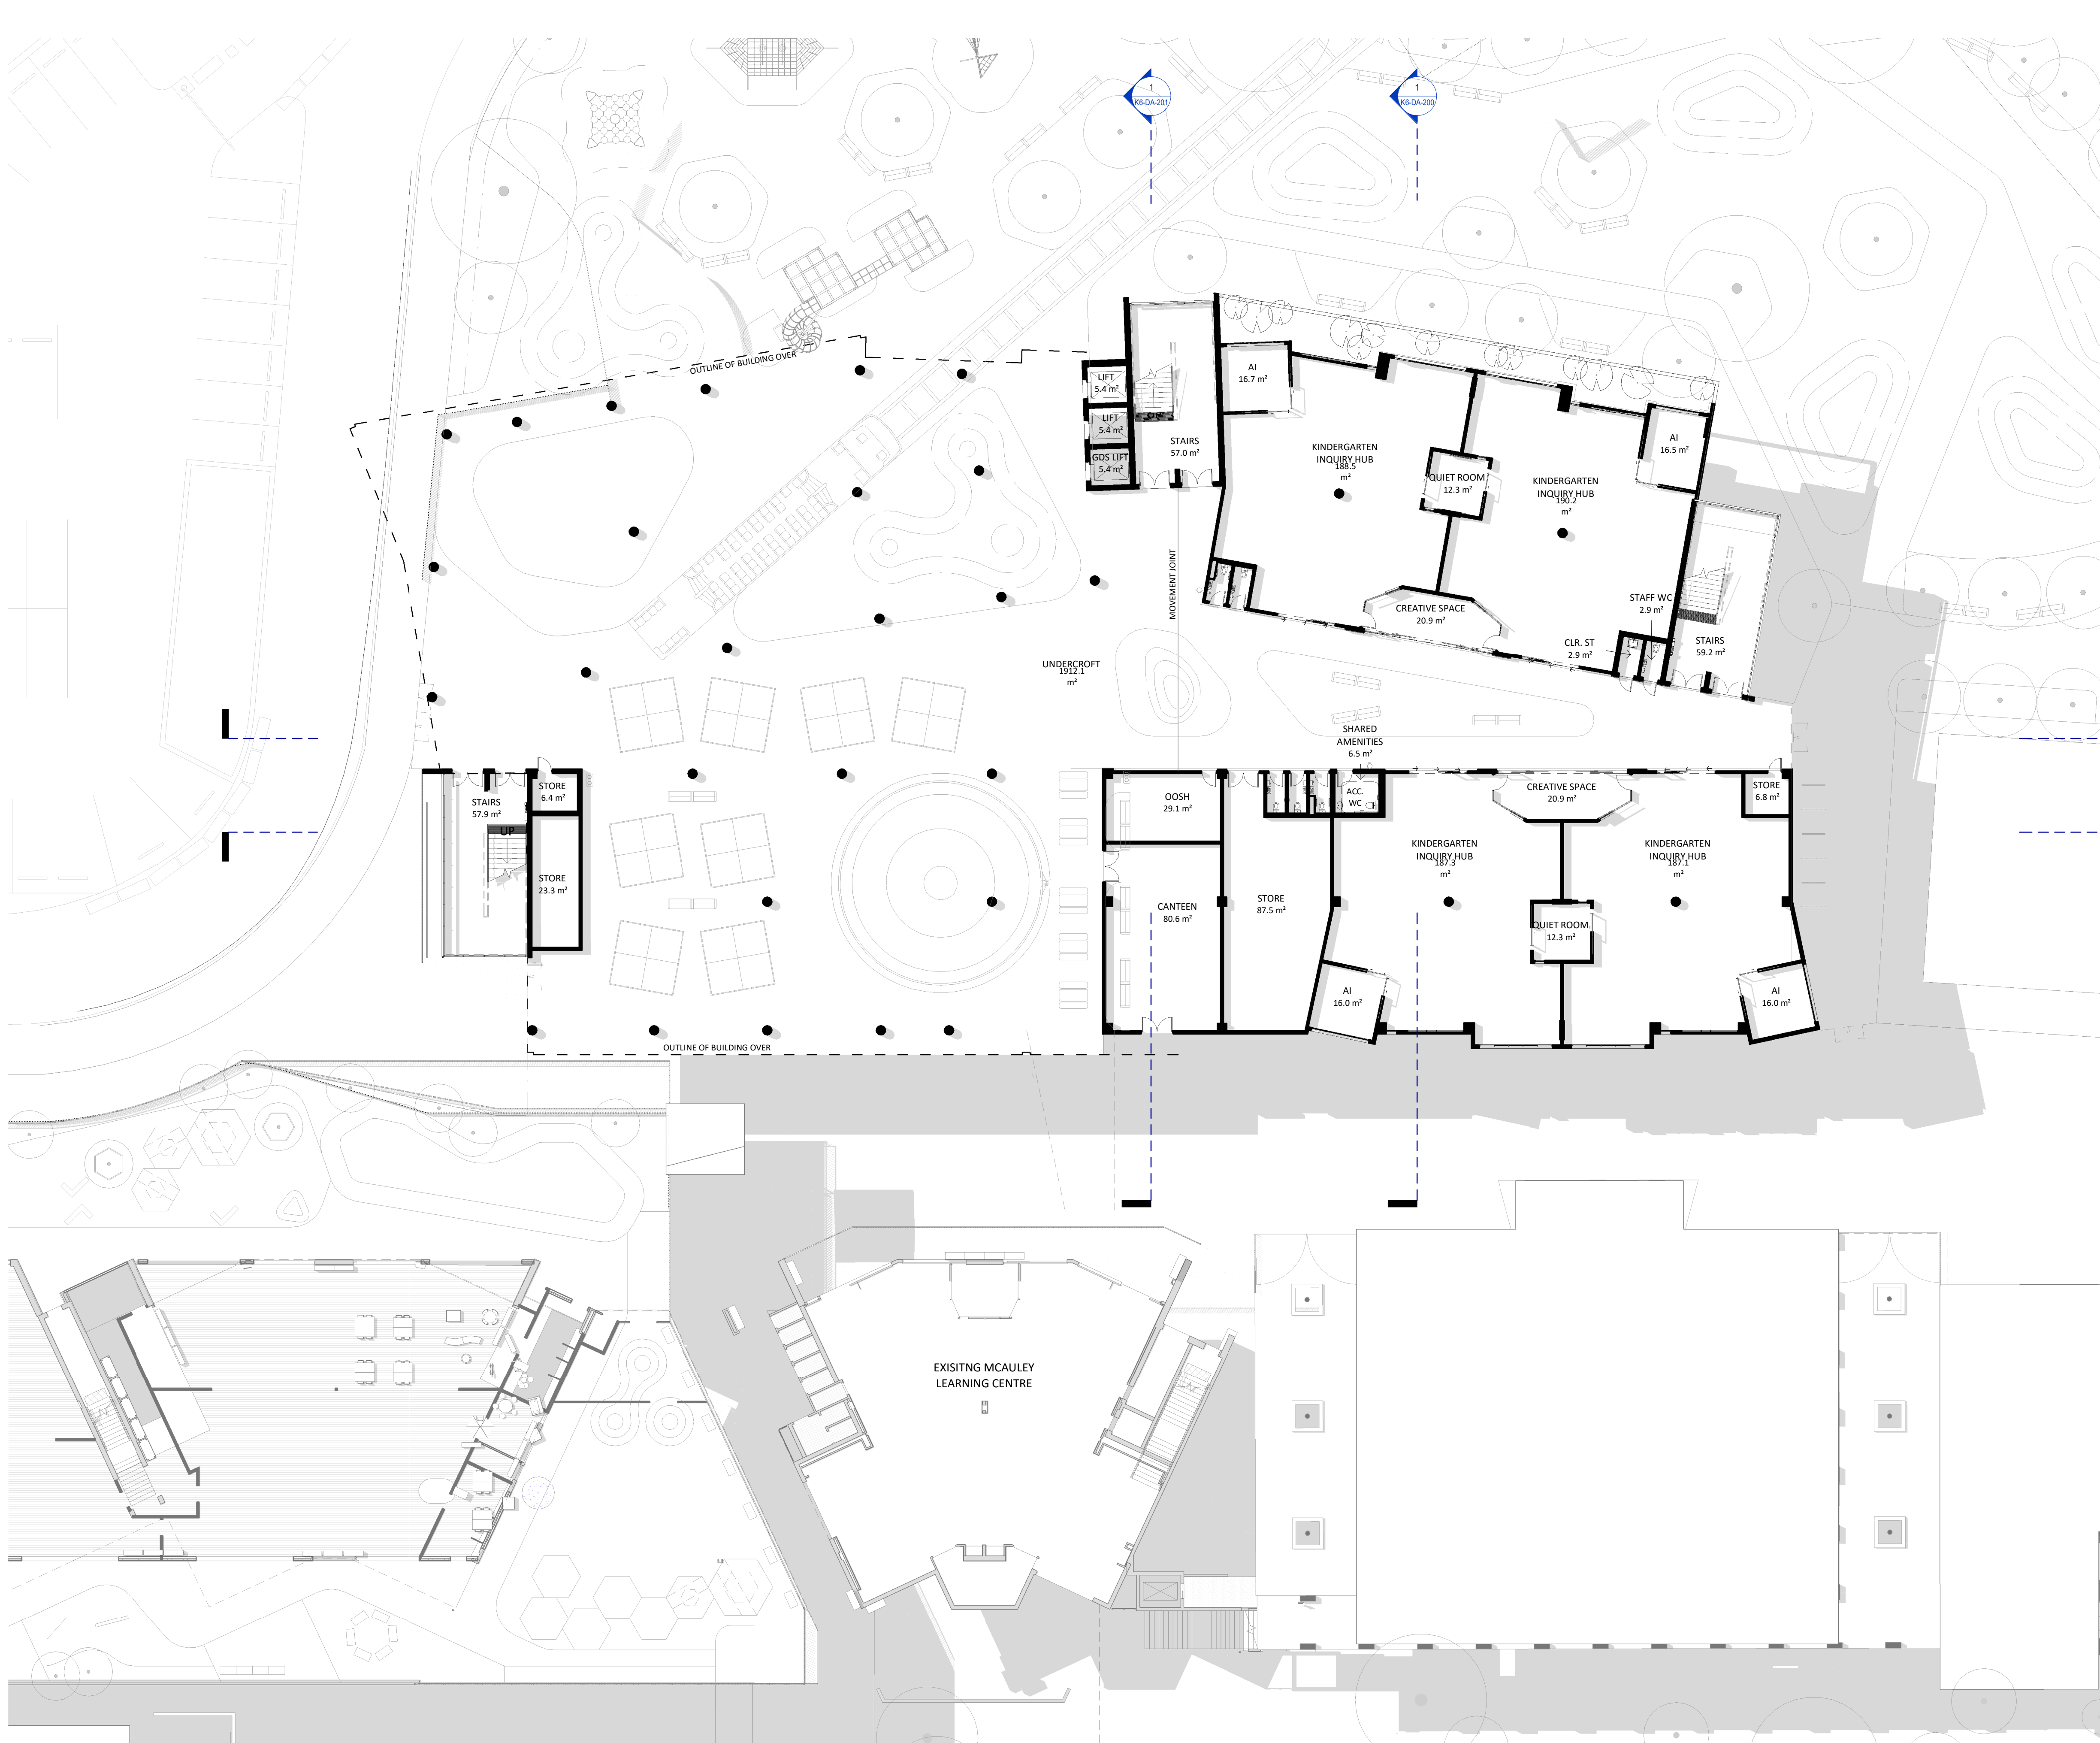 1
K6-DA-201
1
K6-DA-200
OUTLINE OF BUILDING OVER
LIFT
5.4 m²
LIFT
5.4 m²
GDS LIFT
5.4 m²
UP
STAIRS
57.0 m²
AI
16.7 m²
KINDERGARTEN
INQUIRY HUB
188.5
m²
QUIET ROOM
12.3 m²
KINDERGARTEN
INQUIRY HUB
190.2
m²
AI
16.5 m²
MOVEMENT JOINT
CREATIVE SPACE
20.9 m²
STAFF WC
2.9 m²
CLR. ST
2.9 m²
STAIRS
59.2 m²
UNDERCROFT
1912.1
m²
SHARED
AMENITIES
6.5 m²
STAIRS
57.9 m²
UP
STORE
6.4 m²
STORE
23.3 m²
OOSH
29.1 m²
ACC.
WC
CREATIVE SPACE
20.9 m²
STORE
6.8 m²
KINDERGARTEN
INQUIRY HUB
187.3
m²
KINDERGARTEN
INQUIRY HUB
187.1
m²
CANTEEN
80.6 m²
STORE
87.5 m²
QUIET ROOM
12.3 m²
AI
16.0 m²
AI
16.0 m²
OUTLINE OF BUILDING OVER
EXISITNG MCAULEY
LEARNING CENTRE